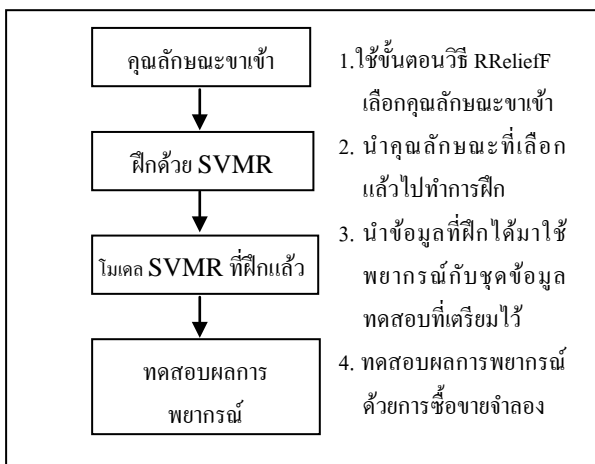 คุณลักษณะขาเข้า
ฝึกด้วย SVMR
โมเดล SVMR ที่ฝึกแล้ว
ทดสอบผลการ
พยากรณ์
1.ใช้ขั้นตอนวิธี RReliefF
เลือกคุณลักษณะขาเข้า
2. นำคุณลักษณะที่เลือก
แล้วไปทำการฝึก
3. นำข้อมูลที่ฝึกได้มาใช้
พยากรณ์กับชุดข้อมูล
ทดสอบที่เตรียมไว้
4. ทดสอบผลการพยากรณ์
ด้วยการซื้อขายจำลอง